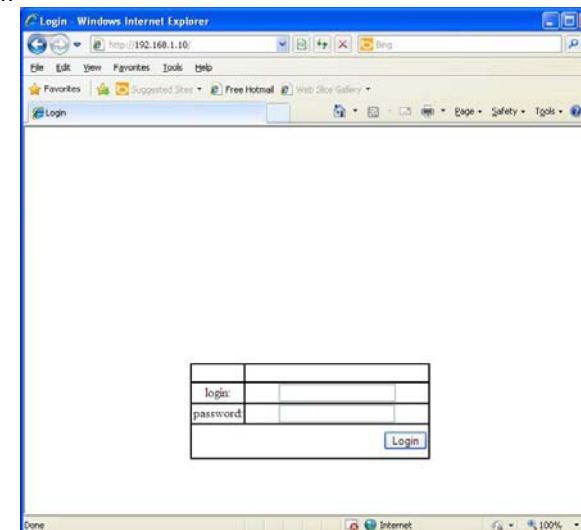 Login - Windows Internet Explorer
http://192.168.1.10/
Bing
File Edit View Favorites Tools Help
Favorites Suggested Sites Free Hotmail Web Slice Gallery
Login
Page Safety Tools
login:
password:
Login
Done
Internet
100%